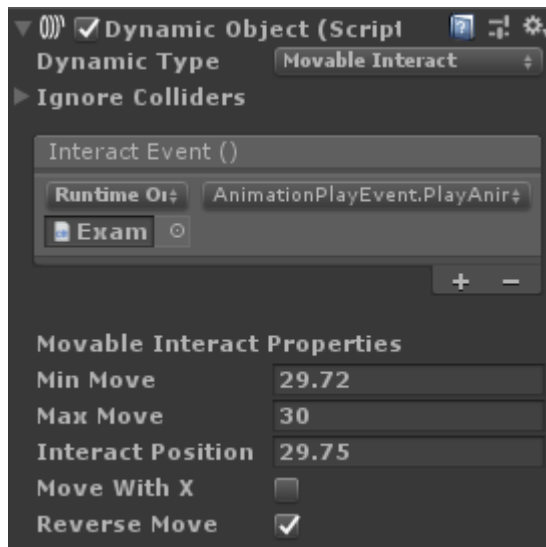 Dynamic Object (Script
Dynamic Type Movable Interact
Ignore Colliders
Interact Event ()
Runtime Or AnimationPlayEvent.PlayAnir
Exam
+ −
Movable Interact Properties
Min Move 29.72
Max Move 30
Interact Position 29.75
Move With X
Reverse Move